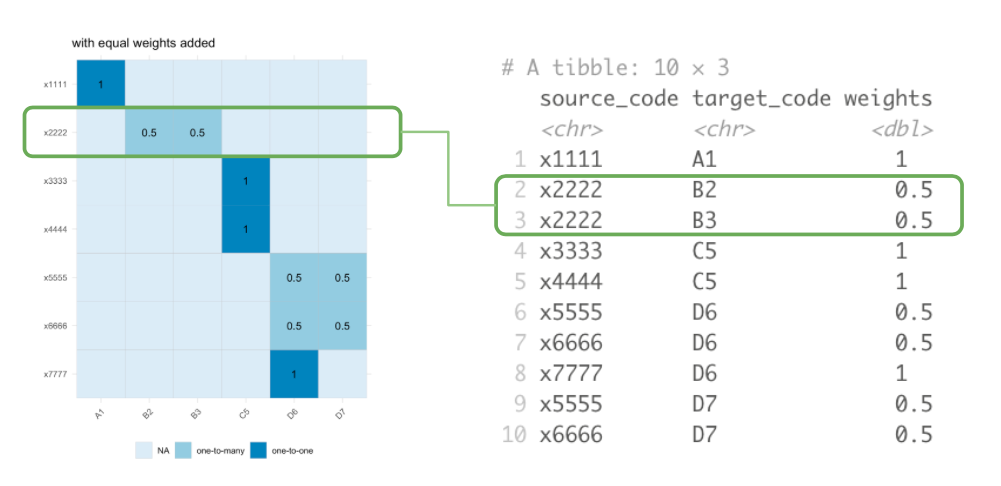 with equal weights added
x1111 1
x2222 0.5 0.5
x3333 1
x4444 1
x5555 0.5 0.5
x6666 0.5 0.5
x7777 1
A1 B2 B3 C5 D6 D7
NA one-to-many one-to-one
# A tibble: 10 × 3
source_code target_code weights
<chr> <chr> <dbl>
1 x1111 A1 1
2 x2222 B2 0.5
3 x2222 B3 0.5
4 x3333 C5 1
5 x4444 C5 1
6 x5555 D6 0.5
7 x6666 D6 0.5
8 x7777 D6 1
9 x5555 D7 0.5
10 x6666 D7 0.5